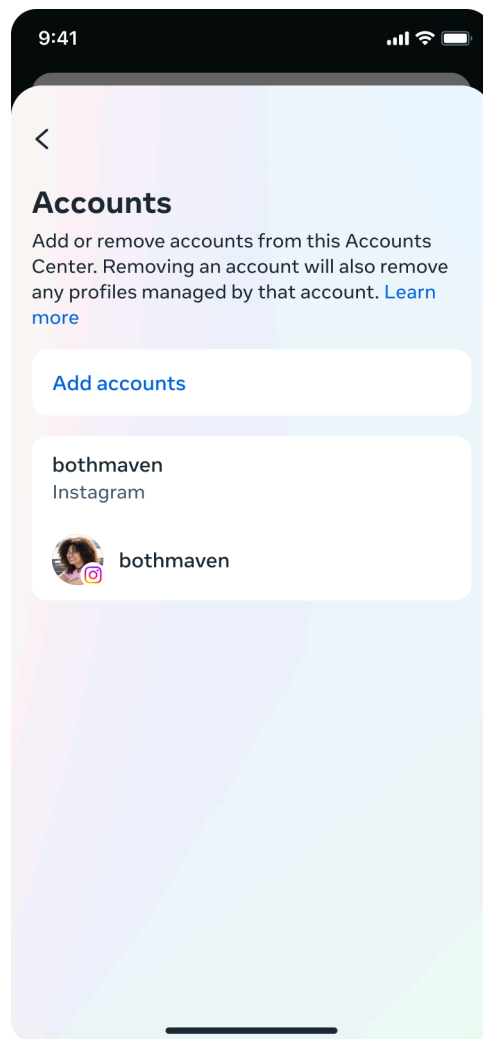 9:41
Accounts
Add or remove accounts from this Accounts
Center. Removing an account will also remove
any profiles managed by that account. Learn
more
Add accounts
bothmaven
Instagram
bothmaven